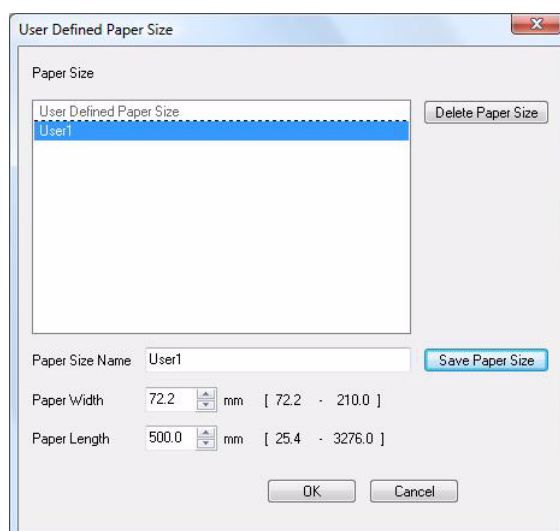 User Defined Paper Size
Paper Size
User Defined Paper Size
Delete Paper Size
User1
Paper Size Name User1 Save Paper Size
Paper Width 72.2 mm [ 72.2 - 210.0 ]
Paper Length 500.0 mm [ 25.4 - 3276.0 ]
OK Cancel